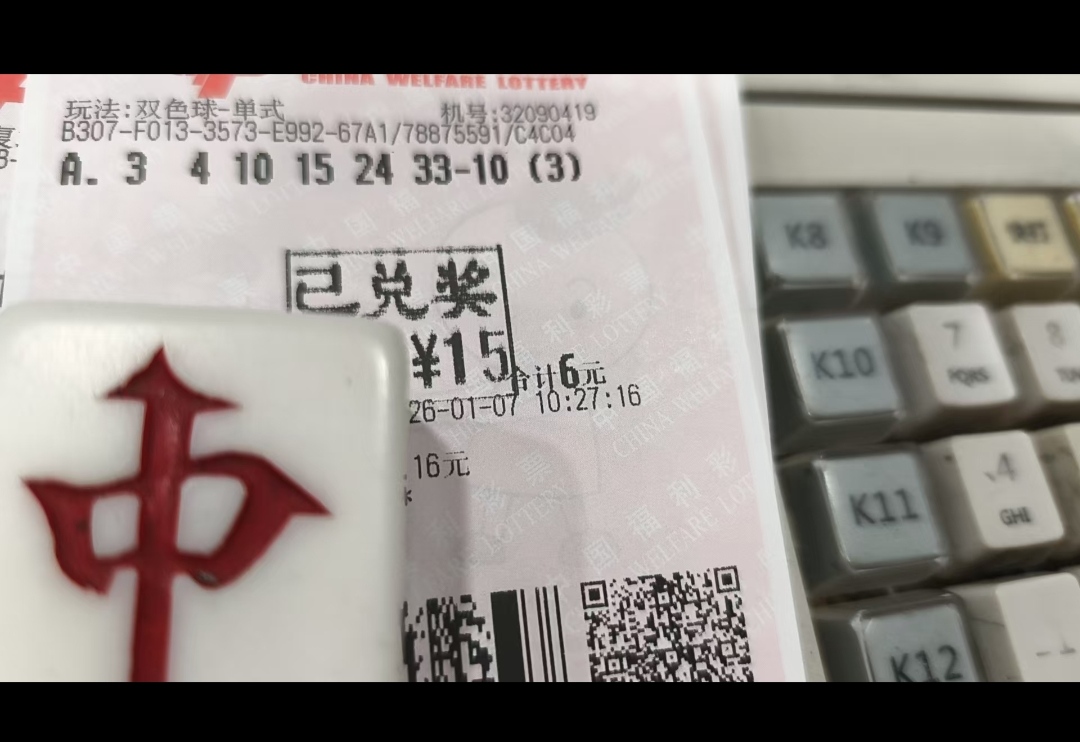 CHINA WELFARE LOTTERY
玩法:双色球-单式 机号:32090419
B307-F013-3573-E992-67A1/78875591/C4C04
A. 3 4 10 15 24 33-10 (3)
已兑奖
¥15
合计6元
26-01-07 10:27:16
.16元
中
K8 K9
K10 7 8
PQRS
K11 4
GHI
K12